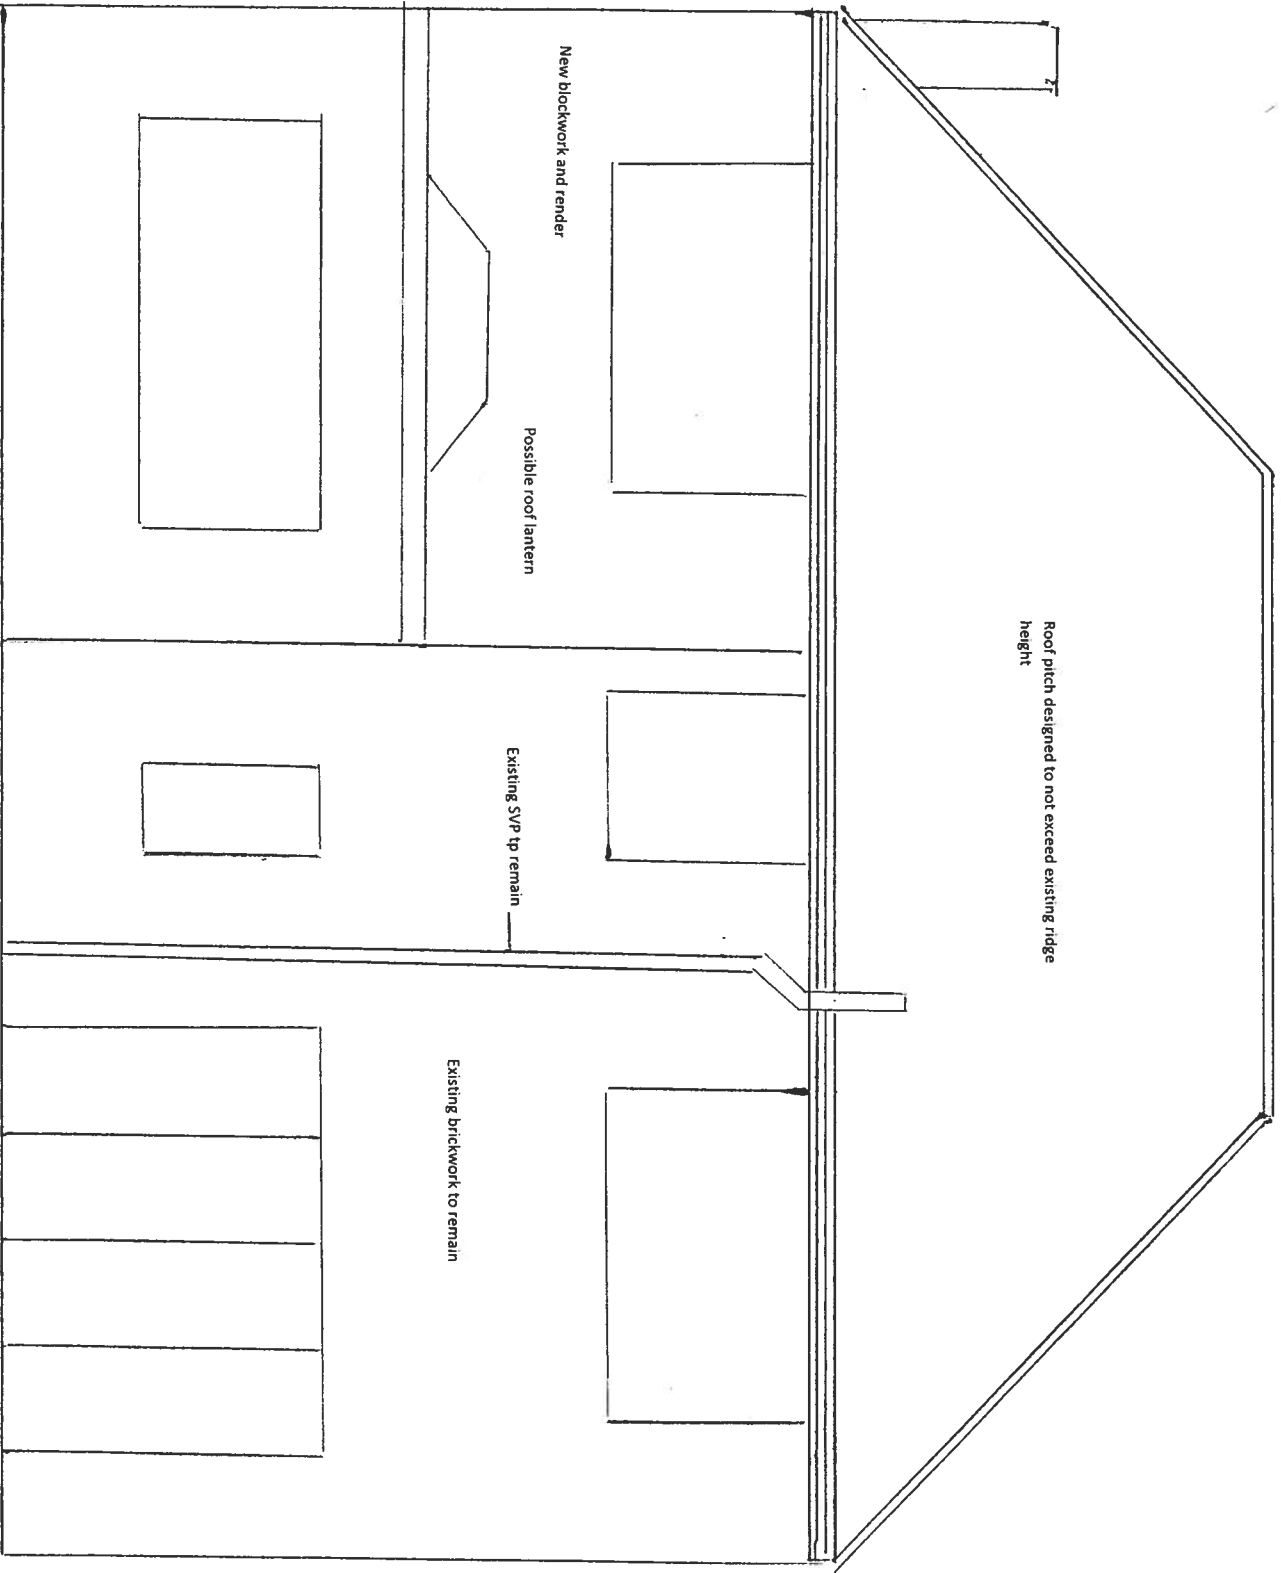 Roof pitch designed to not exceed existing ridge
height
New blockwork and render
Possible roof lantern
Existing SVP tp remain
Existing brickwork to remain